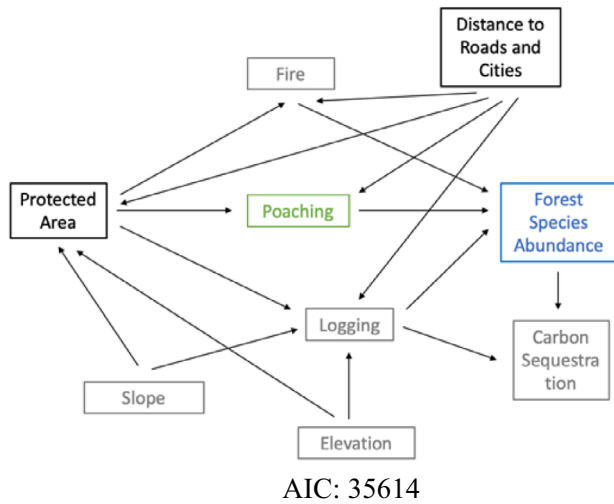 Distance to
Roads and
Cities
Fire
Protected
Area
Poaching
Forest
Species
Abundance
Logging
Carbon
Sequestra
tion
Slope
Elevation
AIC: 35614